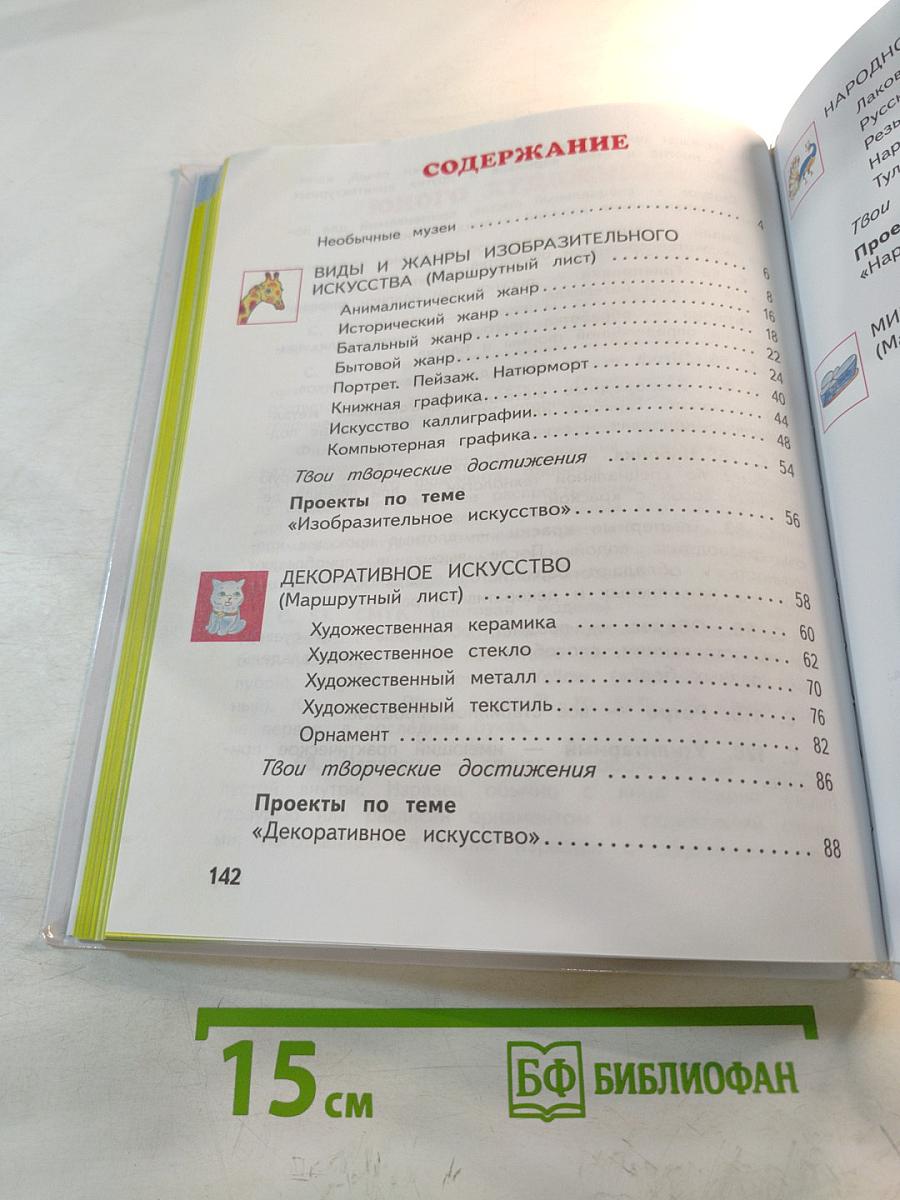 СОДЕРЖАНИЕ
Необычные музеи ........................ 4
ВИДЫ И ЖАНРЫ ИЗОБРАЗИТЕЛЬНОГО
ИСКУССТВА (Маршрутный лист) ............ 6
Анималистический жанр .................. 8
Исторический жанр ...................... 16
Батальный жанр ......................... 18
Бытовой жанр ........................... 22
Портрет. Пейзаж. Натюрморт ............. 24
Книжная графика ........................ 40
Искусство каллиграфии .................. 44
Компьютерная графика ................... 48
Твои творческие достижения ............. 54
Проекты по теме
«Изобразительное искусство» ............ 56
ДЕКОРАТИВНОЕ ИСКУССТВО
(Маршрутный лист) ...................... 58
Художественная керамика ................ 60
Художественное стекло .................. 62
Художественный металл .................. 70
Художественный текстиль ................ 76
Орнамент ............................... 82
Твои творческие достижения ............. 86
Проекты по теме
«Декоративное искусство» ............... 88
142
Твои
15 см
БФ БИБЛИОФАН